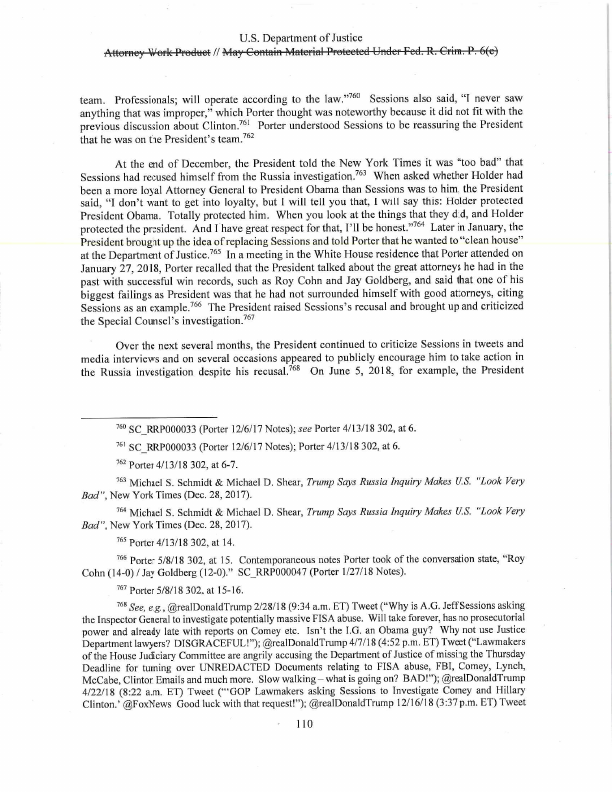 U.S. Department of Justice
Attorney Work Product // May Contain Material Protected Under Fed. R. Crim. P. 6(e)
team. Professionals; will operate according to the law.”760 Sessions also said, “I never saw
anything that was improper,” which Porter thought was noteworthy because it did not fit with the
previous discussion about Clinton.761 Porter understood Sessions to be reassuring the President
that he was on the President's team.762
At the end of December, the President told the New York Times it was “too bad” that
Sessions had recused himself from the Russia investigation.763 When asked whether Holder had
been a more loyal Attorney General to President Obama than Sessions was to him, the President
said, “I don't want to get into loyalty, but I will tell you that, I will say this: Holder protected
President Obama. Totally protected him. When you look at the things that they did, and Holder
protected the president. And I have great respect for that, I'll be honest.”764 Later in January, the
President brought up the idea of replacing Sessions and told Porter that he wanted to “clean house”
at the Department of Justice.765 In a meeting in the White House residence that Porter attended on
January 27, 2018, Porter recalled that the President talked about the great attorneys he had in the
past with successful win records, such as Roy Cohn and Jay Goldberg, and said that one of his
biggest failings as President was that he had not surrounded himself with good attorneys, citing
Sessions as an example.766 The President raised Sessions's recusal and brought up and criticized
the Special Counsel's investigation.767
Over the next several months, the President continued to criticize Sessions in tweets and
media interviews and on several occasions appeared to publicly encourage him to take action in
the Russia investigation despite his recusal.768 On June 5, 2018, for example, the President
760 SC_RRP000033 (Porter 12/6/17 Notes); see Porter 4/13/18 302, at 6.
761 SC_RRP000033 (Porter 12/6/17 Notes); Porter 4/13/18 302, at 6.
762 Porter 4/13/18 302, at 6-7.
763 Michael S. Schmidt & Michael D. Shear, Trump Says Russia Inquiry Makes U.S. "Look Very
Bad", New York Times (Dec. 28, 2017).
764 Michael S. Schmidt & Michael D. Shear, Trump Says Russia Inquiry Makes U.S. "Look Very
Bad", New York Times (Dec. 28, 2017).
765 Porter 4/13/18 302, at 14.
766 Porter 5/8/18 302, at 15. Contemporaneous notes Porter took of the conversation state, “Roy
Cohn (14-0) / Jay Goldberg (12-0).” SC_RRP000047 (Porter 1/27/18 Notes).
767 Porter 5/8/18 302, at 15-16.
768 See, e.g., @realDonaldTrump 2/28/18 (9:34 a.m. ET) Tweet (“Why is A.G. Jeff Sessions asking
the Inspector General to investigate potentially massive FISA abuse. Will take forever, has no prosecutorial
power and already late with reports on Comey etc. Isn't the I.G. an Obama guy? Why not use Justice
Department lawyers? DISGRACEFUL!”); @realDonaldTrump 4/7/18 (4:52 p.m. ET) Tweet (“Lawmakers
of the House Judiciary Committee are angrily accusing the Department of Justice of missing the Thursday
Deadline for turning over UNREDACTED Documents relating to FISA abuse, FBI, Comey, Lynch,
McCabe, Clinton Emails and much more. Slow walking – what is going on? BAD!”); @realDonaldTrump
4/22/18 (8:22 a.m. ET) Tweet (“‘GOP Lawmakers asking Sessions to Investigate Comey and Hillary
Clinton.’ @FoxNews Good luck with that request!”); @realDonaldTrump 12/16/18 (3:37 p.m. ET) Tweet
110